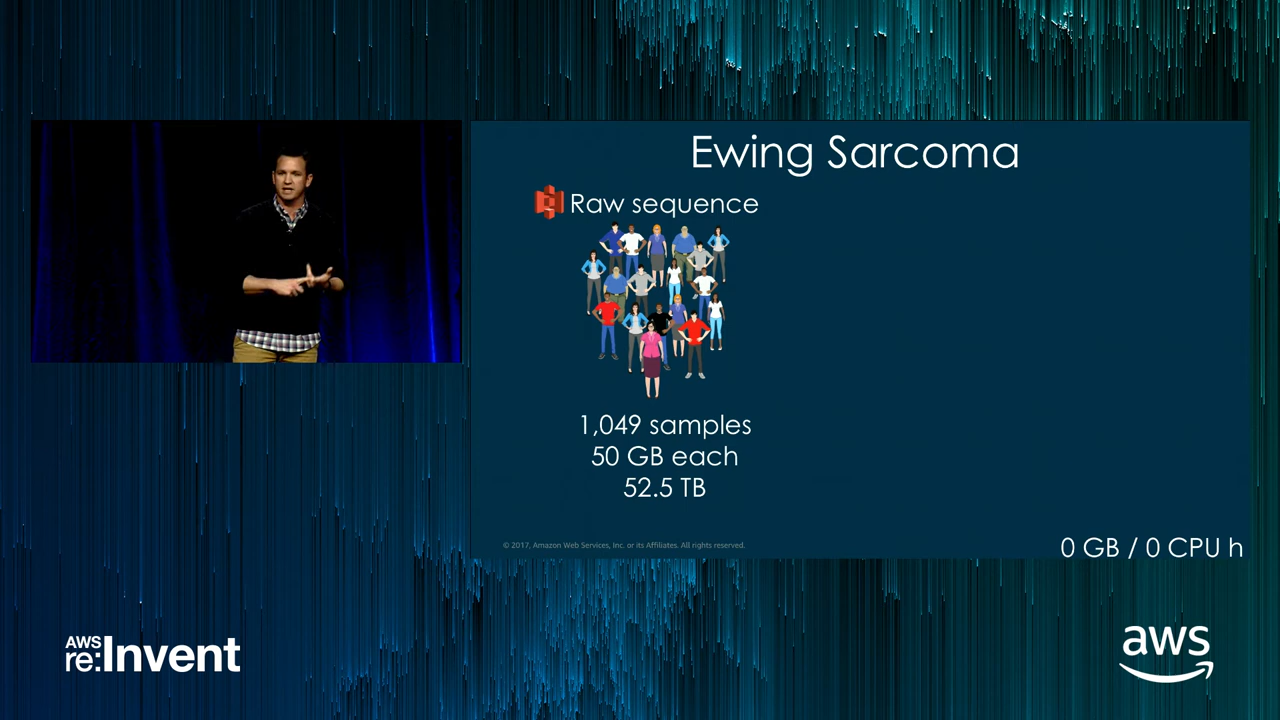 Ewing Sarcoma
Raw sequence
1,049 samples
50 GB each
52.5 TB
© 2017, Amazon Web Services, Inc. or its Affiliates. All rights reserved.
0 GB / 0 CPU h
AWS
re:Invent
aws